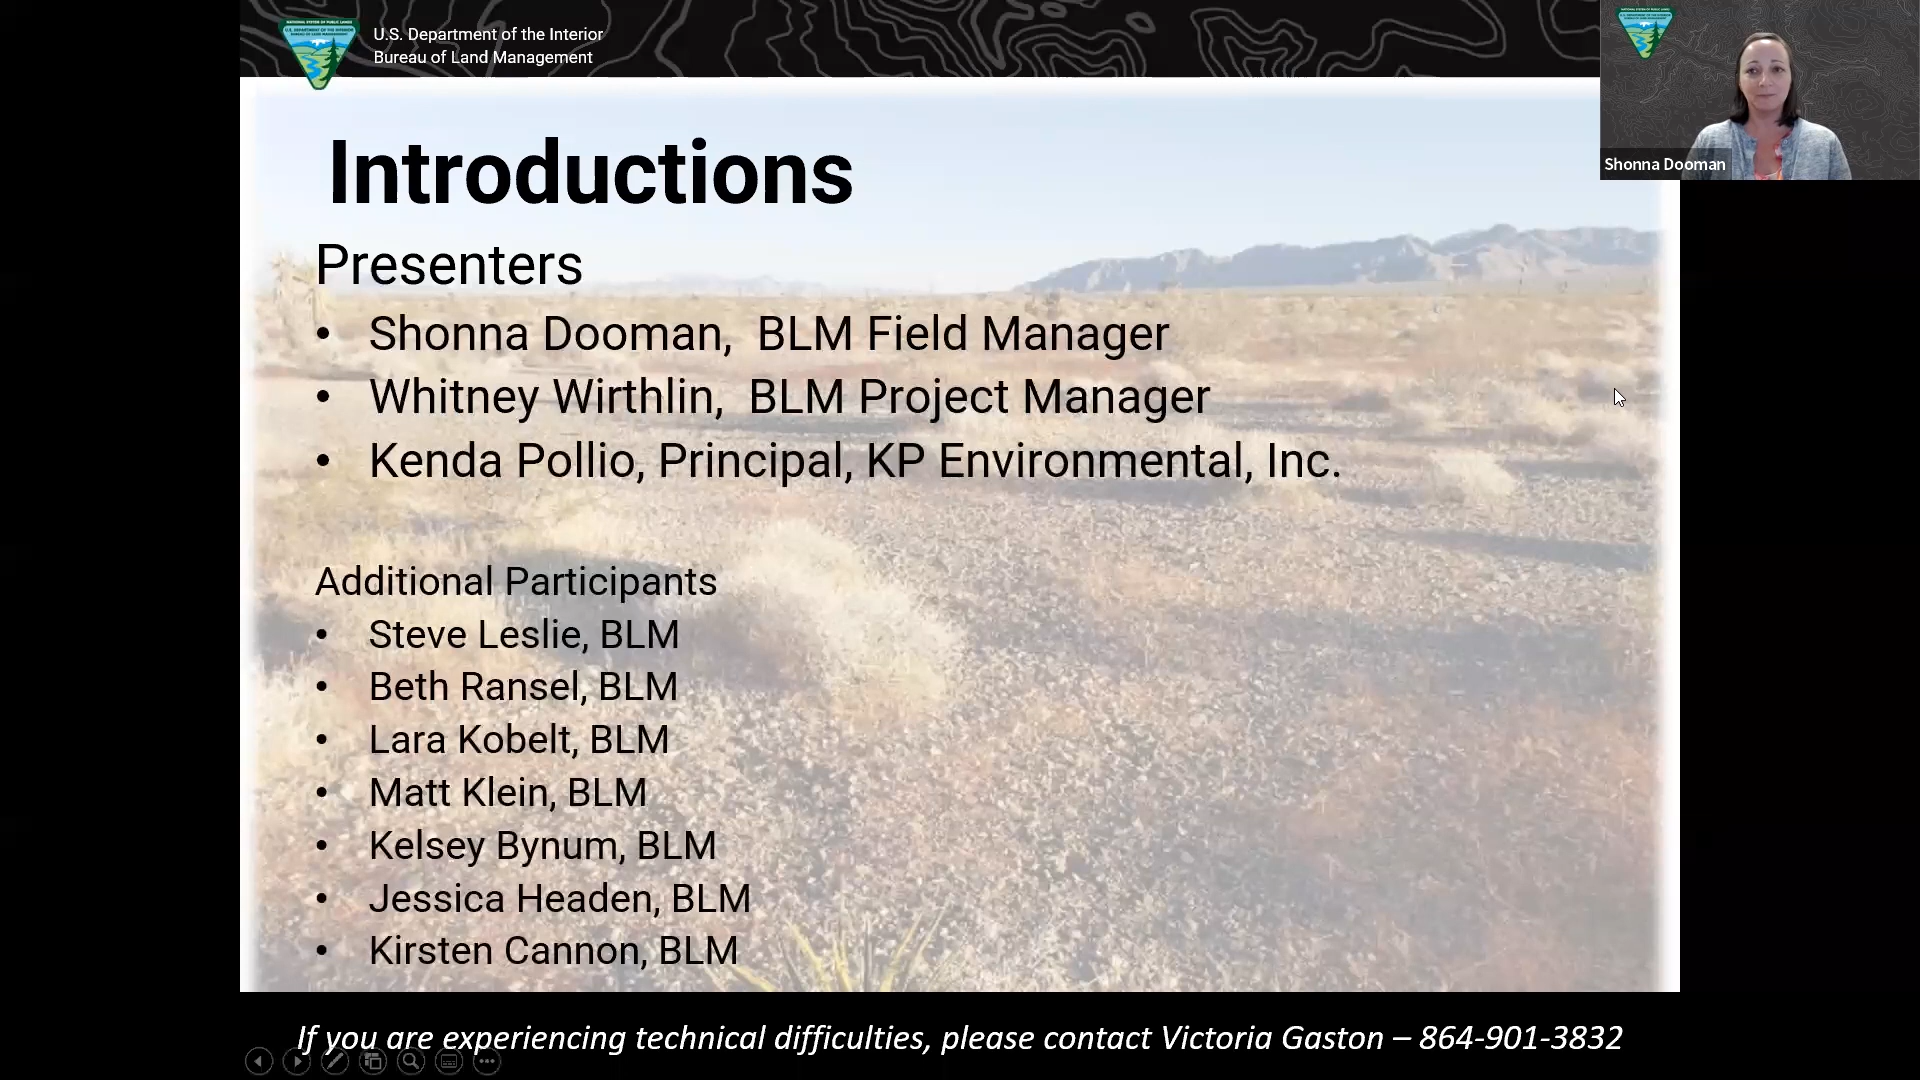 U.S. Department of the Interior
Bureau of Land Management
Shonna Dooman
Introductions
Presenters
• Shonna Dooman, BLM Field Manager
• Whitney Wirthlin, BLM Project Manager
• Kenda Pollio, Principal, KP Environmental, Inc.
Additional Participants
• Steve Leslie, BLM
• Beth Ransel, BLM
• Lara Kobelt, BLM
• Matt Klein, BLM
• Kelsey Bynum, BLM
• Jessica Headen, BLM
• Kirsten Cannon, BLM
If you are experiencing technical difficulties, please contact Victoria Gaston – 864-901-3832